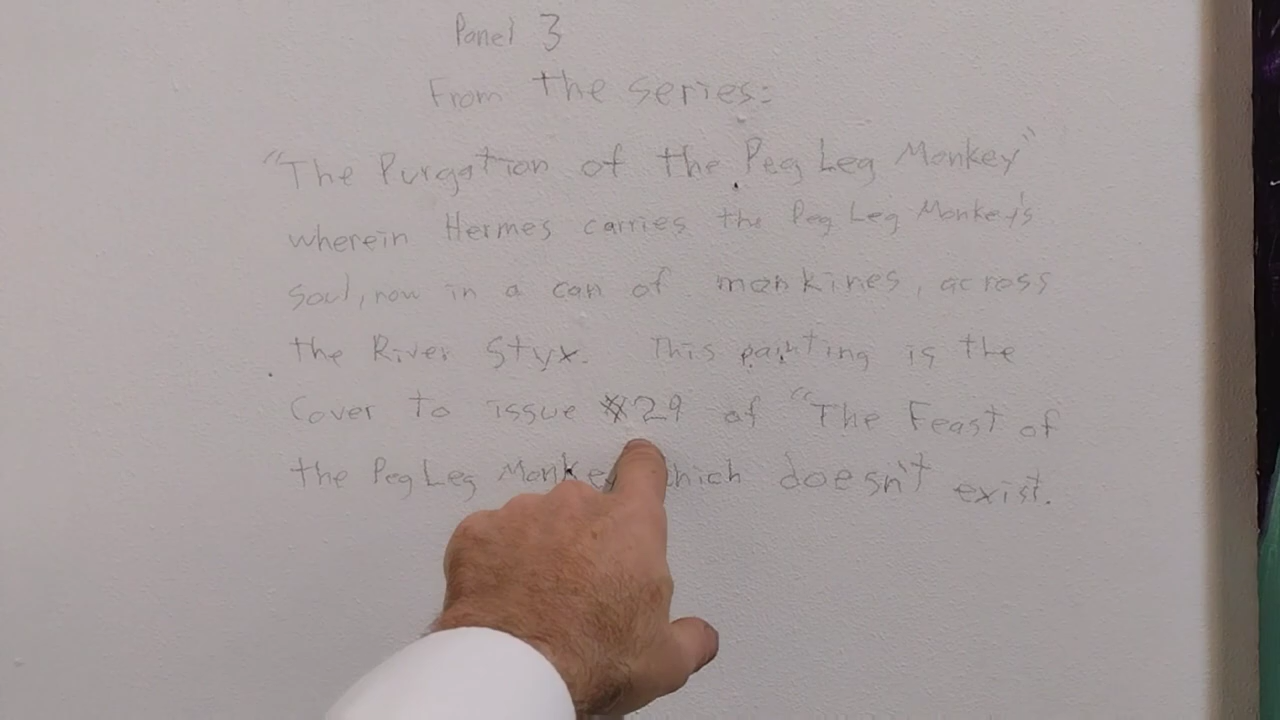 Panel 3
From the series:
"The Purgation of the Peg Leg Monkey"
wherein Hermes carries the Peg Leg Monkey's
soul, now in a can of monkines, across
the River Styx. This painting is the
Cover to issue #29 of "The Feast of
the Peg Leg Monkey which doesn't exist.